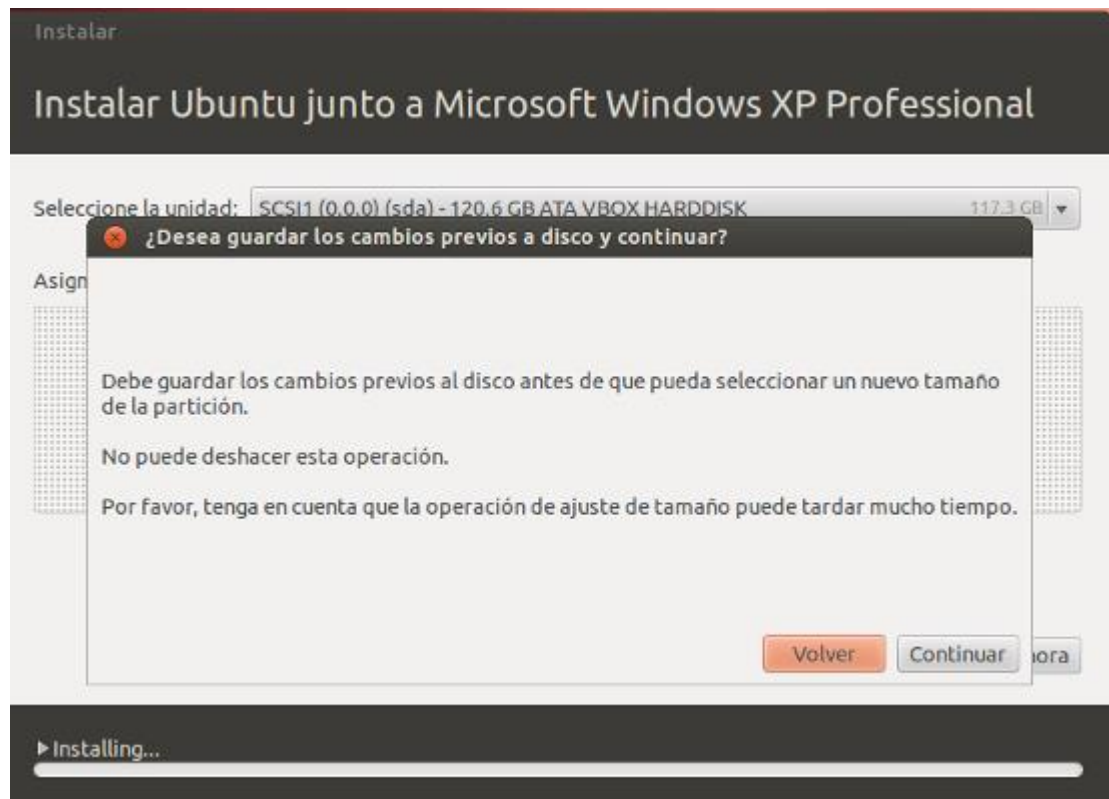 Instalar
Instalar Ubuntu junto a Microsoft Windows XP Professional
Seleccione la unidad: SCSI1 (0.0.0) (sda) - 120.6 GB ATA VBOX HARDDISK 117.3 GB
¿Desea guardar los cambios previos a disco y continuar?
Asign
Debe guardar los cambios previos al disco antes de que pueda seleccionar un nuevo tamaño
de la partición.
No puede deshacer esta operación.
Por favor, tenga en cuenta que la operación de ajuste de tamaño puede tardar mucho tiempo.
Volver Continuar ora
Installing...